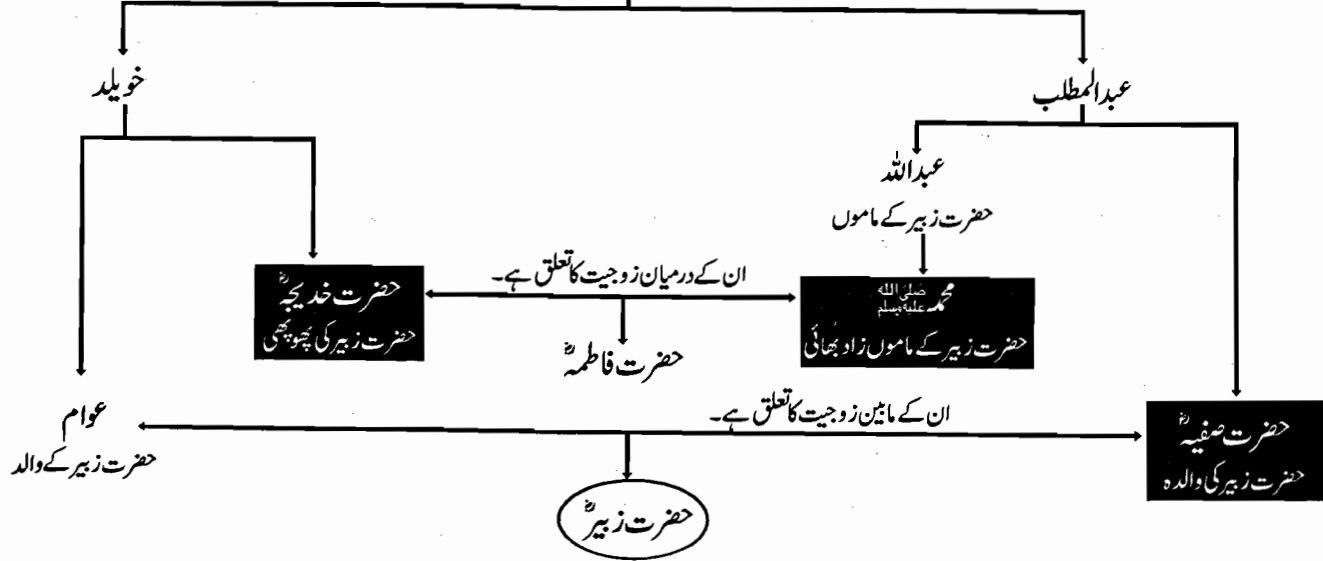 عبدالمطلب
خویلد
عبداللہ
حضرت زبیر کے ماموں
ان کے درمیان زوجیت کا تعلق ہے۔
محمد صلی اللہ علیہ وسلم
حضرت زبیر کے ماموں زاد بھائی
حضرت خدیجہؓ
حضرت زبیر کی پھوپھی
حضرت فاطمہؓ
ان کے مابین زوجیت کا تعلق ہے۔
حضرت صفیہؓ
حضرت زبیر کی والدہ
عوام
حضرت زبیر کے والد
حضرت زبیرؓ